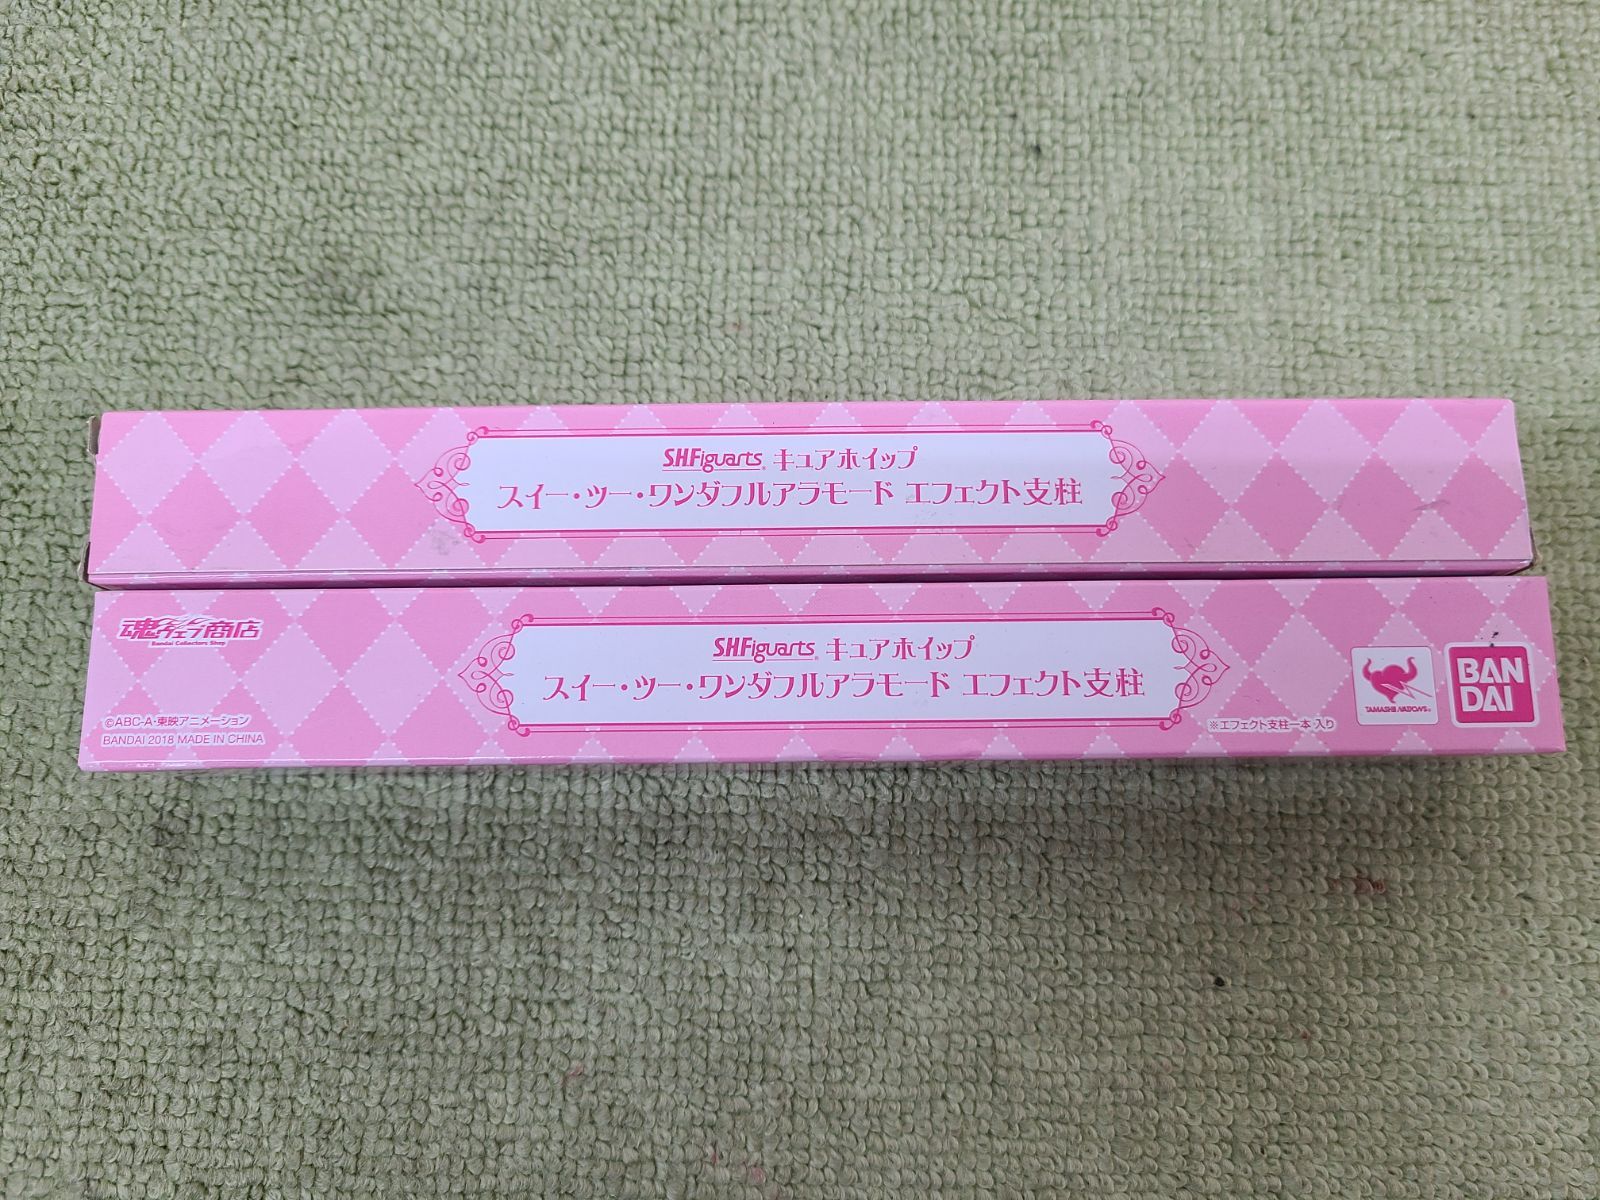 S.H.Figuarts キュアホイップ
スイー・ツー・ワンダフルアラモード エフェクト支柱
魂ウェブ商店
Bandai Collectors Shop
S.H.Figuarts キュアホイップ
スイー・ツー・ワンダフルアラモード エフェクト支柱
©ABC-A・東映アニメーション
BANDAI 2018 MADE IN CHINA
※エフェクト支柱一本入り
TAMASHII NATIONS
BAN
DAI